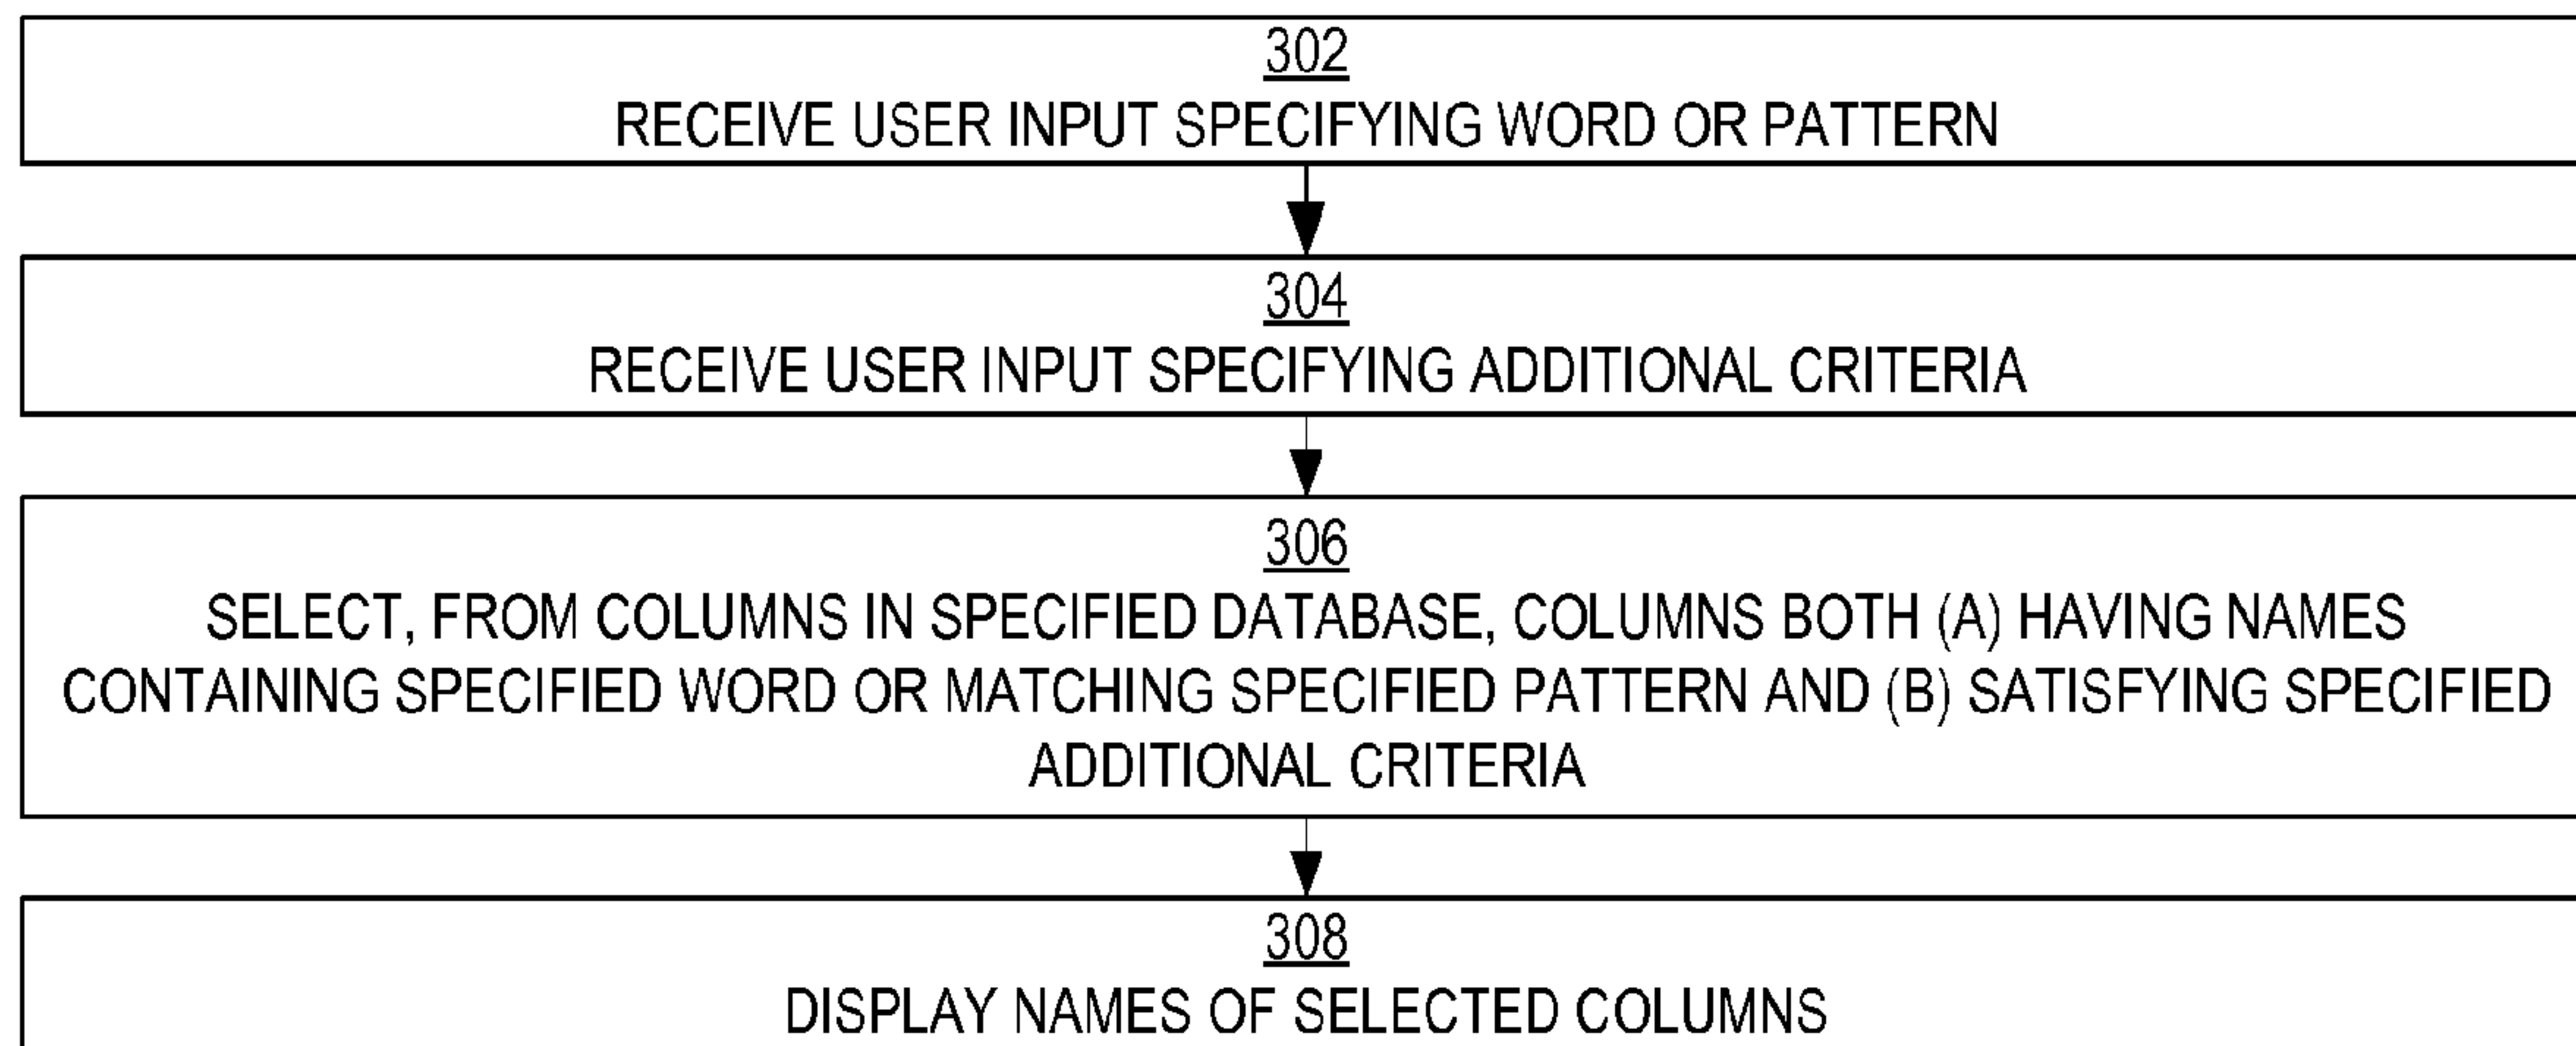 302
RECEIVE USER INPUT SPECIFYING WORD OR PATTERN
304
RECEIVE USER INPUT SPECIFYING ADDITIONAL CRITERIA
306
SELECT, FROM COLUMNS IN SPECIFIED DATABASE, COLUMNS BOTH (A) HAVING NAMES
CONTAINING SPECIFIED WORD OR MATCHING SPECIFIED PATTERN AND (B) SATISFYING SPECIFIED
ADDITIONAL CRITERIA
308
DISPLAY NAMES OF SELECTED COLUMNS